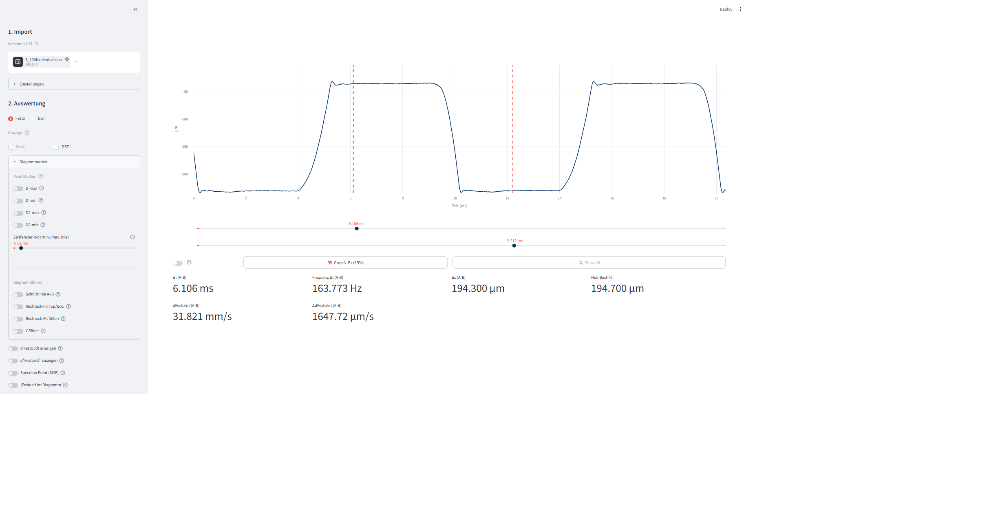 Deploy
1. Import
Version: v1.01.13
3_100Hz deutsch.csv
106.1KB
Einstellungen
2. Auswertung
Festo DST
Anzeige
Festo DST
Diagrammarker
Peak-Marker
D-max
D-min
D2-max
D2-min
Zeitfenster d/dt min./max. (ms)
0.61 ms
Diagrammlinien
Schnittlinie A–B
Rechteck-Fit Top/Bot.
Rechteck-Fit füllen
Y-Slider
d Festo /dt anzeigen
d²Festo/dt² anzeigen
Speed on Point (SOP)
∫Festo dt im Diagramm
−50
−100
−150
−200
µm
0 2 4 6 8 10 12 14 16 18 20
Zeit (ms)
6.106 ms
12.212 ms
Crop A–B (+15%)
Show All
Δt (A-B) Frequenz Δt (A-B) Δs (A-B) Hub Best-fit
6.106 ms 163.773 Hz 194.300 µm 194.700 µm
dFesto/dt (A-B) ΔdFesto/dt (A-B)
31.821 mm/s 1647.72 µm/s